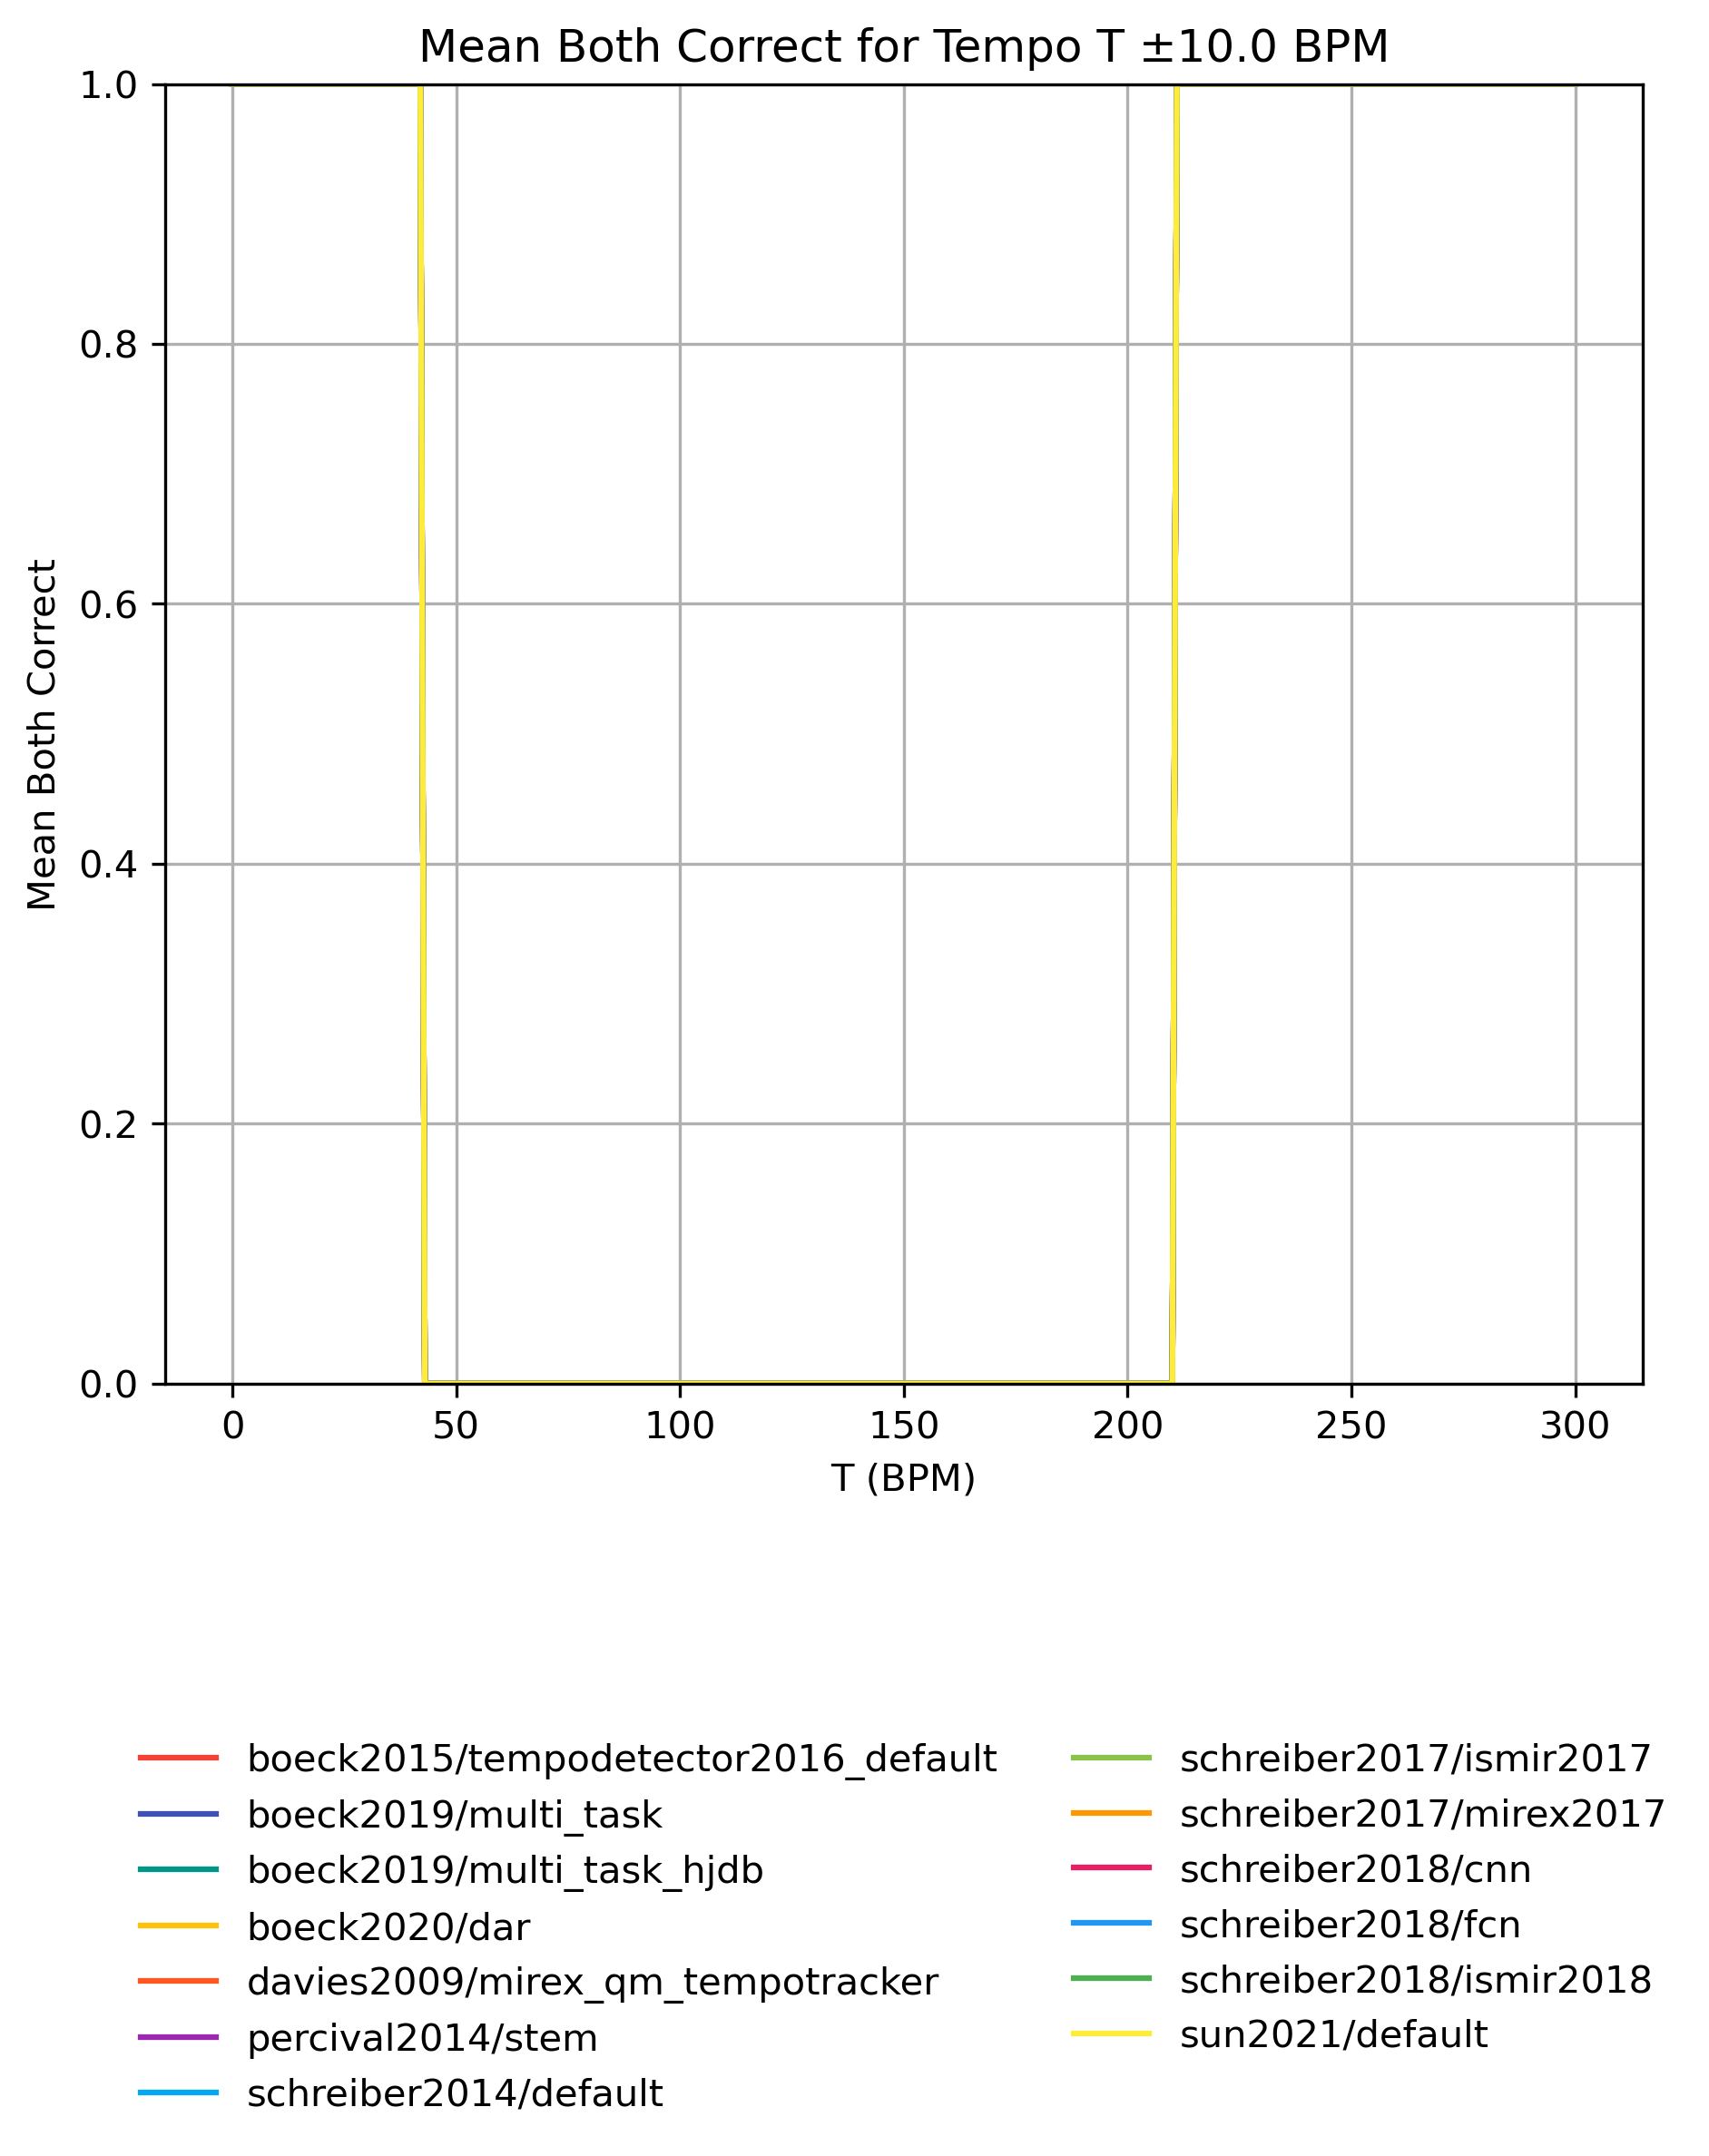 Mean Both Correct for Tempo T ±10.0 BPM
1.0
0.8
0.6
0.4
0.2
0.0
Mean Both Correct
0 50 100 150 200 250 300
T (BPM)
boeck2015/tempodetector2016_default
boeck2019/multi_task
boeck2019/multi_task_hjdb
boeck2020/dar
davies2009/mirex_qm_tempotracker
percival2014/stem
schreiber2014/default
schreiber2017/ismir2017
schreiber2017/mirex2017
schreiber2018/cnn
schreiber2018/fcn
schreiber2018/ismir2018
sun2021/default